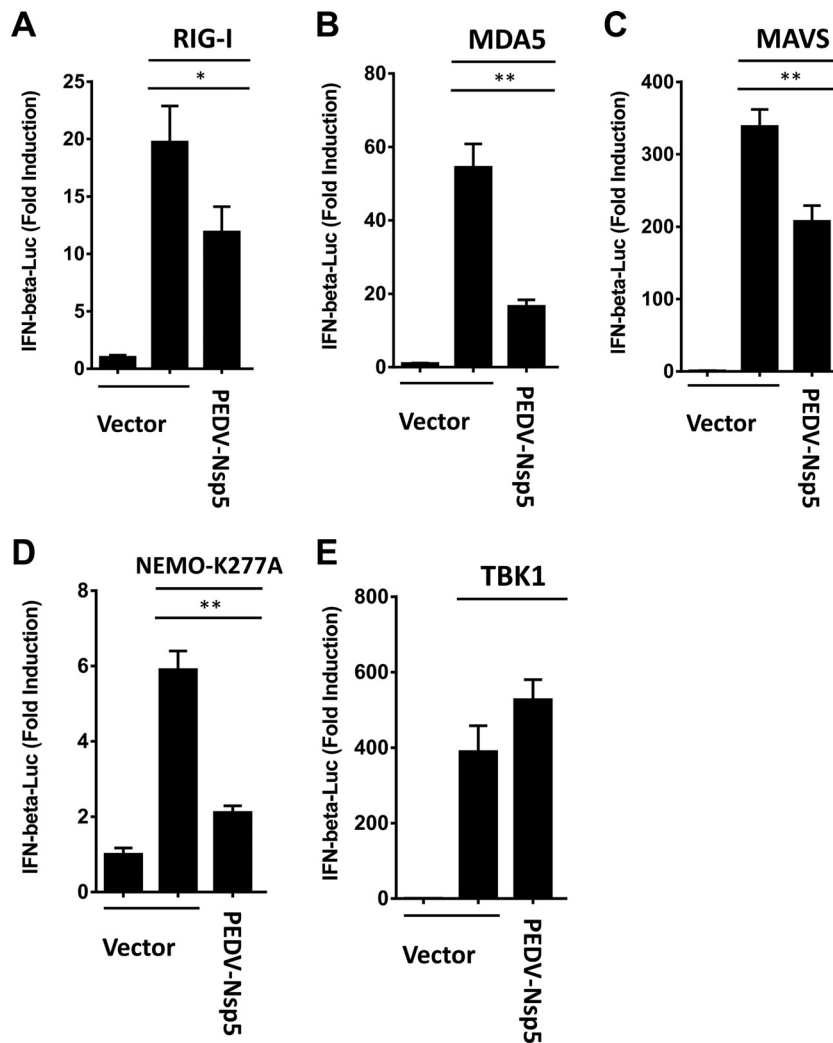 A
RIG-I
*
IFN-beta-Luc (Fold Induction)
25
20
15
10
5
0
Vector
PEDV-Nsp5
B
MDA5
**
IFN-beta-Luc (Fold Induction)
80
60
40
20
0
Vector
PEDV-Nsp5
C
MAVS
**
IFN-beta-Luc (Fold Induction)
400
300
200
100
0
Vector
PEDV-Nsp5
D
NEMO-K277A
**
IFN-beta-Luc (Fold Induction)
8
6
4
2
0
Vector
PEDV-Nsp5
E
TBK1
IFN-beta-Luc (Fold Induction)
800
600
400
200
0
Vector
PEDV-Nsp5